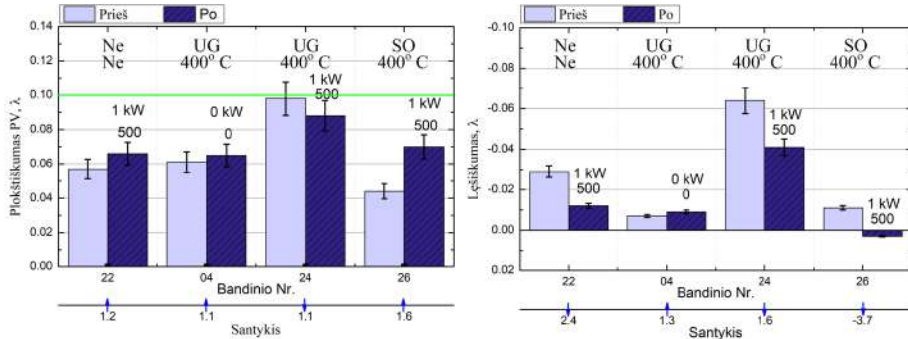 Prieš Po
Ne UG UG SO
Ne 400° C 400° C 400° C
1 kW 0 kW 1 kW 1 kW
500 0 500 500
Plokštiškumas PV, λ
0.14
0.12
0.10
0.08
0.06
0.04
0.02
0.00
22 04 24 26
Bandinio Nr.
1.2 1.1 1.1 1.6
Santykis
Prieš Po
Ne UG UG SO
Ne 400° C 400° C 400° C
1 kW 0 kW 1 kW 1 kW
500 0 500 500
Lęšiškumas, λ
-0.10
-0.08
-0.06
-0.04
-0.02
0.00
0.02
22 04 24 26
Bandinio Nr.
2.4 1.3 1.6 -3.7
Santykis